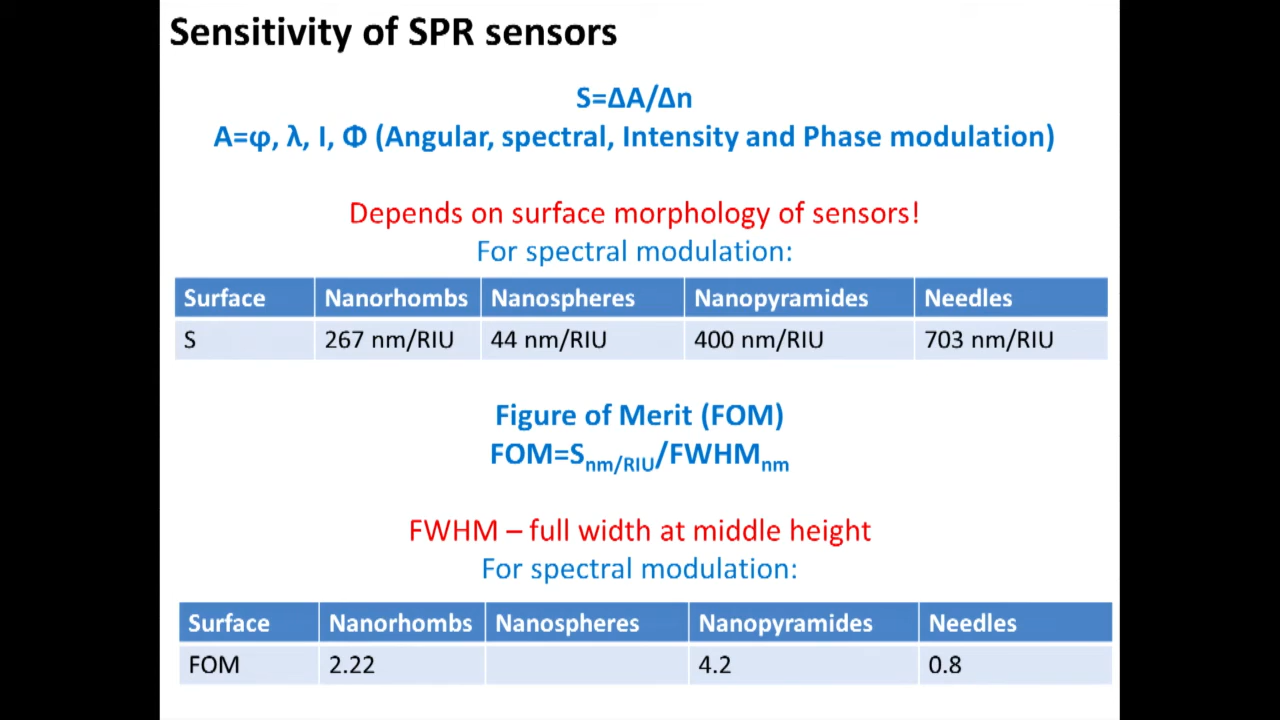 Sensitivity of SPR sensors
S=ΔA/Δn
A=φ, λ, I, Φ (Angular, spectral, Intensity and Phase modulation)
Depends on surface morphology of sensors!
For spectral modulation:
Surface Nanorhombs Nanospheres Nanopyramides Needles
S 267 nm/RIU 44 nm/RIU 400 nm/RIU 703 nm/RIU
Figure of Merit (FOM)
FOM=Snm/RIU/FWHMnm
FWHM – full width at middle height
For spectral modulation:
Surface Nanorhombs Nanospheres Nanopyramides Needles
FOM 2.22 4.2 0.8